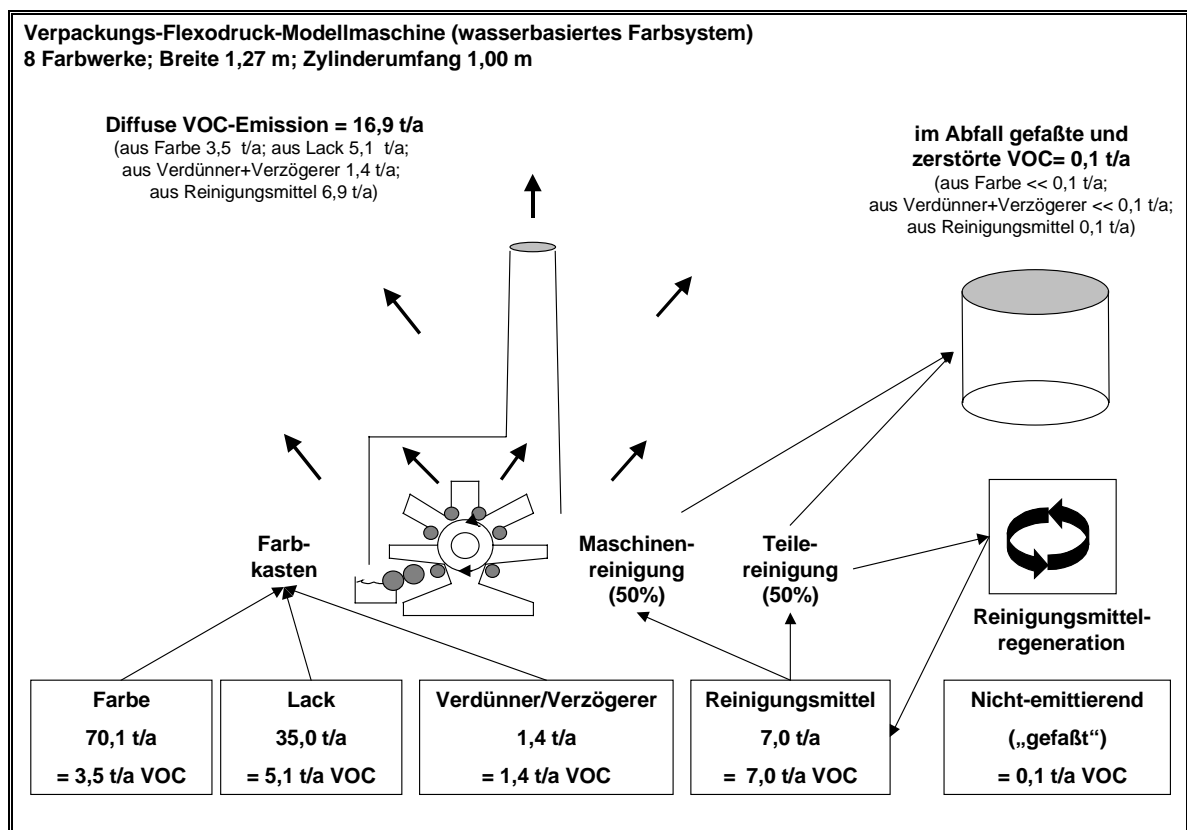 Verpackungs-Flexodruck-Modellmaschine (wasserbasiertes Farbsystem)
8 Farbwerke; Breite 1,27 m; Zylinderumfang 1,00 m
Diffuse VOC-Emission = 16,9 t/a
(aus Farbe 3,5 t/a; aus Lack 5,1 t/a;
aus Verdünner+Verzögerer 1,4 t/a;
aus Reinigungsmittel 6,9 t/a)
im Abfall gefaßte und
zerstörte VOC= 0,1 t/a
(aus Farbe << 0,1 t/a;
aus Verdünner+Verzögerer << 0,1 t/a;
aus Reinigungsmittel 0,1 t/a)
Farb-
kasten
Maschinen-
reinigung
(50%)
Teile-
reinigung
(50%)
Reinigungsmittel-
regeneration
Farbe
70,1 t/a
= 3,5 t/a VOC
Lack
35,0 t/a
= 5,1 t/a VOC
Verdünner/Verzögerer
1,4 t/a
= 1,4 t/a VOC
Reinigungsmittel
7,0 t/a
= 7,0 t/a VOC
Nicht-emittierend
(„gefaßt“)
= 0,1 t/a VOC